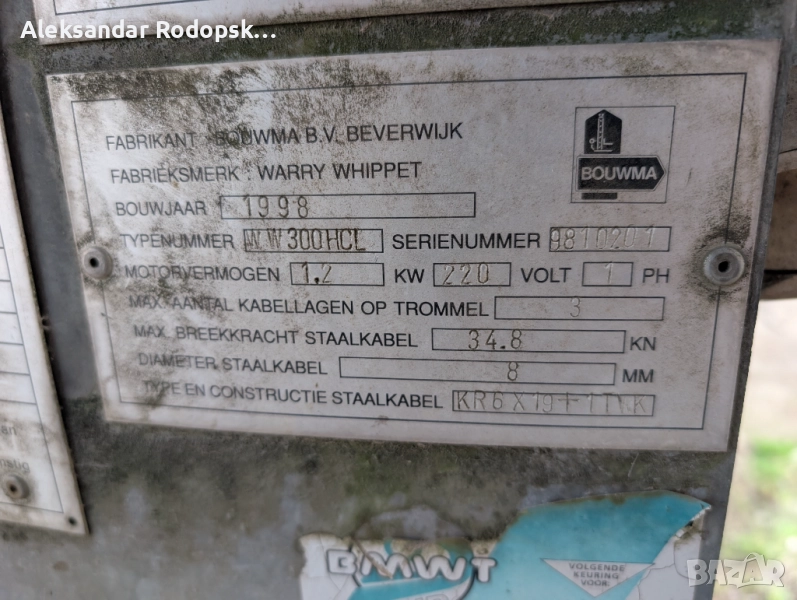 Aleksandar Rodopsk...
FABRIKANT : BOUWMA B.V. BEVERWIJK
FABRIEKSMERK : WARRY WHIPPET
BOUWMA
BOUWJAAR 1998
TYPENUMMER W.W300HCL SERIENUMMER 9810201
MOTORVERMOGEN 1.2 KW 220 VOLT 1 PH
MAX. AANTAL KABELLAGEN OP TROMMEL 3
MAX. BREEKKRACHT STAALKABEL 34.8 KN
DIAMETER STAALKABEL 8 MM
TYPE EN CONSTRUCTIE STAALKABEL KR6X19+1TWK
BMWT
VOLGENDE
KEURING
VOOR:
BAZAR